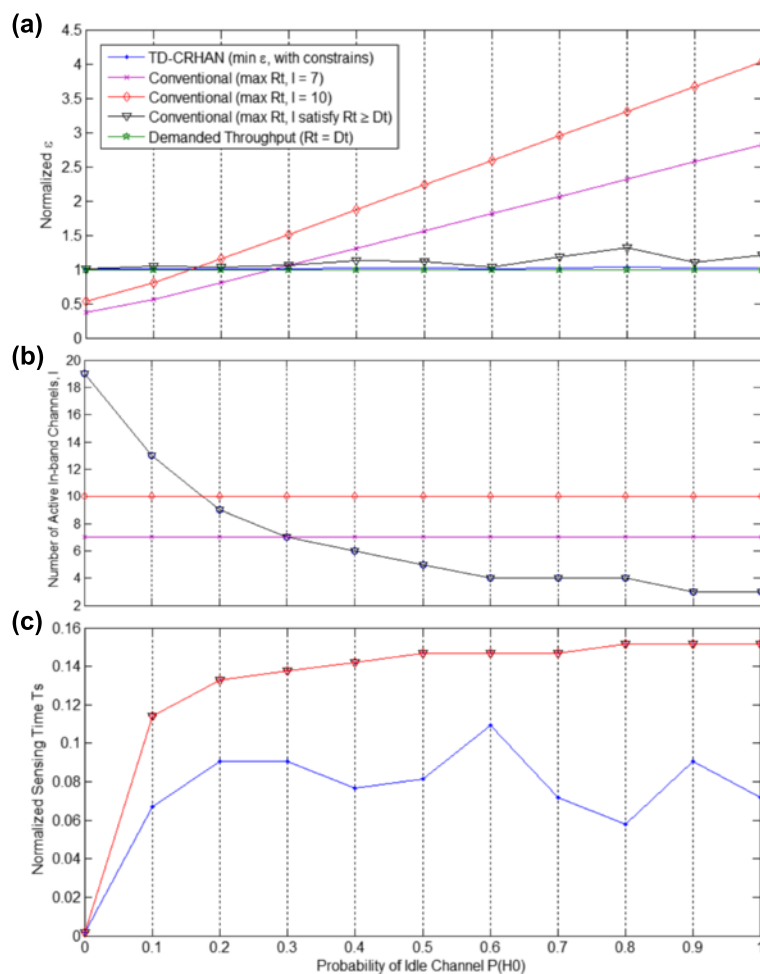 (a)
4.5
4
3.5
3
2.5
2
1.5
1
0.5
0
Normalized ε
TD-CRHAN (min ε, with constrains)
Conventional (max Rt, I = 7)
Conventional (max Rt, I = 10)
Conventional (max Rt, I satisfy Rt ≥ Dt)
Demanded Throughput (Rt = Dt)
(b)
20
18
16
14
12
10
8
6
4
2
Number of Active In-band Channels, I
(c)
0.16
0.14
0.12
0.1
0.08
0.06
0.04
0.02
0
Normalized Sensing Time Ts
0 0.1 0.2 0.3 0.4 0.5 0.6 0.7 0.8 0.9 1
Probability of Idle Channel P(H0)